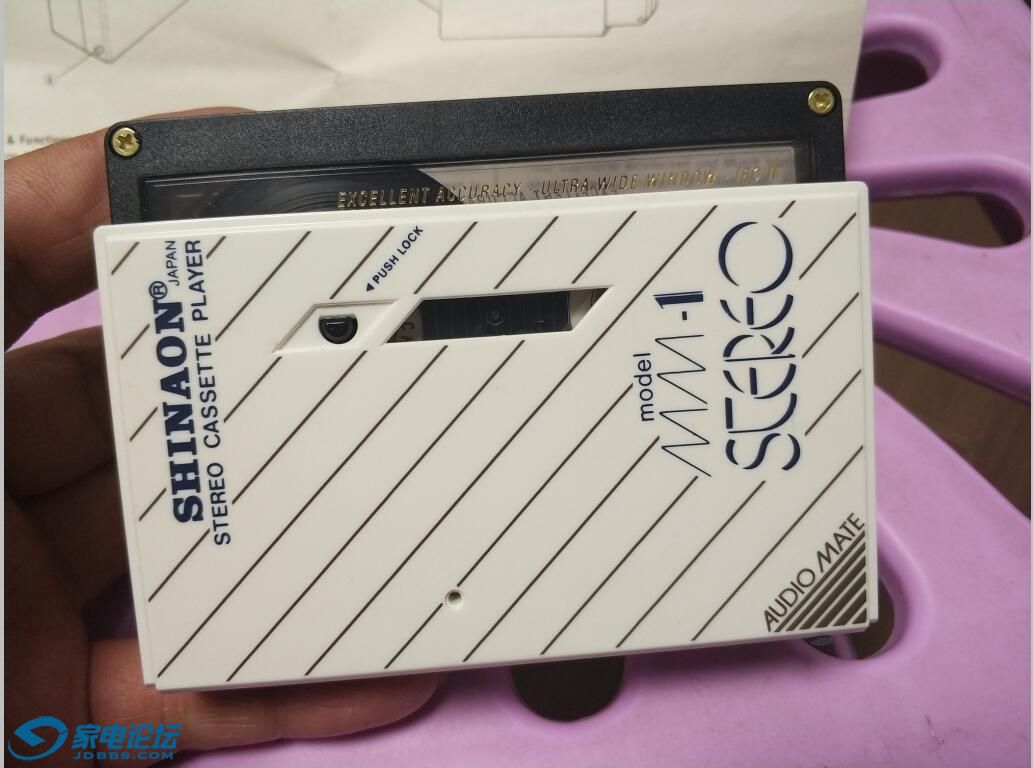 & Function
EXCELLENT ACCURACY · ULTRA WIDE WINDOW · IEC II
SHINAON®
JAPAN
STEREO CASSETTE PLAYER
◀PUSH LOCK
model
MM-1
STEREO
AUDIO MATE
家电论坛
JDBBS.COM